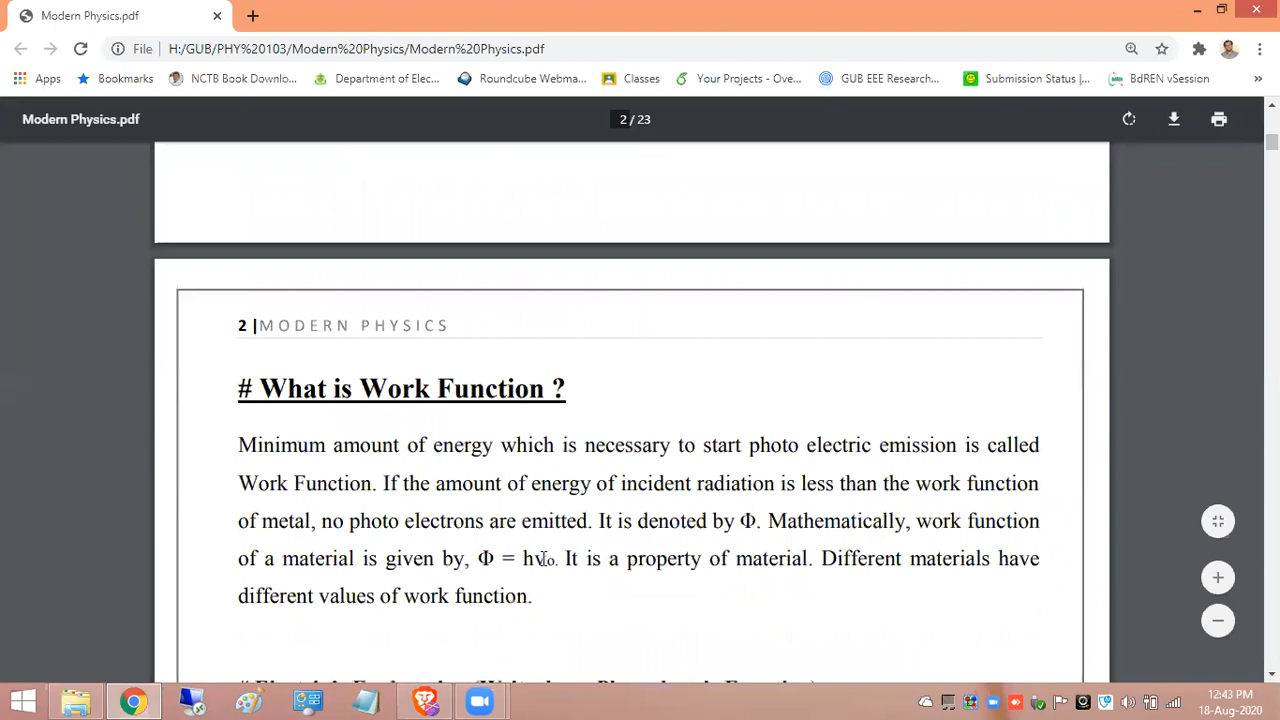 Modern Physics.pdf
File H:/GUB/PHY%20103/Modern%20Physics/Modern%20Physics.pdf
Apps Bookmarks NCTB Book Downlo... Department of Elec... Roundcube Webma... Classes Your Projects - Ove... GUB EEE Research... Submission Status |... BdREN vSession »
Modern Physics.pdf 2 / 23
2 | MODERN PHYSICS
# What is Work Function ?
Minimum amount of energy which is necessary to start photo electric emission is called
Work Function. If the amount of energy of incident radiation is less than the work function
of metal, no photo electrons are emitted. It is denoted by Φ. Mathematically, work function
of a material is given by, Φ = hν₀. It is a property of material. Different materials have
different values of work function.
12:43 PM
18-Aug-2020